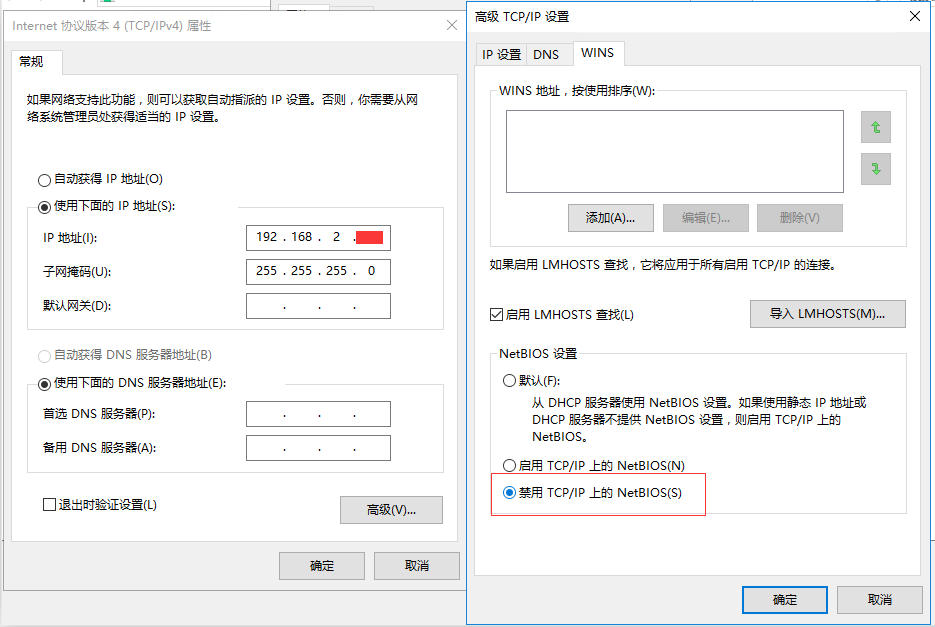 Internet 协议版本 4 (TCP/IPv4) 属性
常规
如果网络支持此功能，则可以获取自动指派的 IP 设置。否则，你需要从网
络系统管理员处获得适当的 IP 设置。
自动获得 IP 地址(O)
使用下面的 IP 地址(S):
IP 地址(I):
192 . 168 . 2 .
子网掩码(U):
255 . 255 . 255 . 0
默认网关(D):
. . .
自动获得 DNS 服务器地址(B)
使用下面的 DNS 服务器地址(E):
首选 DNS 服务器(P):
. . .
备用 DNS 服务器(A):
. . .
退出时验证设置(L)
高级(V)...
确定
取消
高级 TCP/IP 设置
IP 设置
DNS
WINS
WINS 地址，按使用排序(W):
添加(A)...
编辑(E)...
删除(V)
如果启用 LMHOSTS 查找，它将应用于所有启用 TCP/IP 的连接。
启用 LMHOSTS 查找(L)
导入 LMHOSTS(M)...
NetBIOS 设置
默认(F):
从 DHCP 服务器使用 NetBIOS 设置。如果使用静态 IP 地址或
DHCP 服务器不提供 NetBIOS 设置，则启用 TCP/IP 上的
NetBIOS。
启用 TCP/IP 上的 NetBIOS(N)
禁用 TCP/IP 上的 NetBIOS(S)
确定
取消